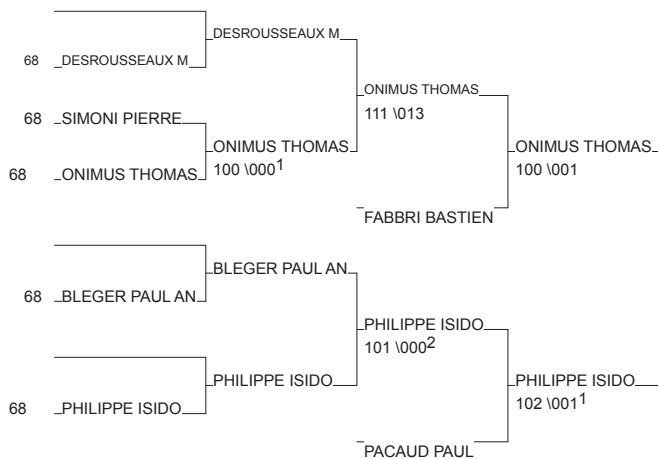 DESROUSSEAUX M
68 DESROUSSEAUX M
ONIMUS THOMAS
111 \013
68 SIMONI PIERRE
ONIMUS THOMAS
100 \000¹
ONIMUS THOMAS
100 \001
68 ONIMUS THOMAS
FABBRI BASTIEN
BLEGER PAUL AN
68 BLEGER PAUL AN
PHILIPPE ISIDO
101 \000²
PHILIPPE ISIDO
PHILIPPE ISIDO
102 \001¹
68 PHILIPPE ISIDO
PACAUD PAUL